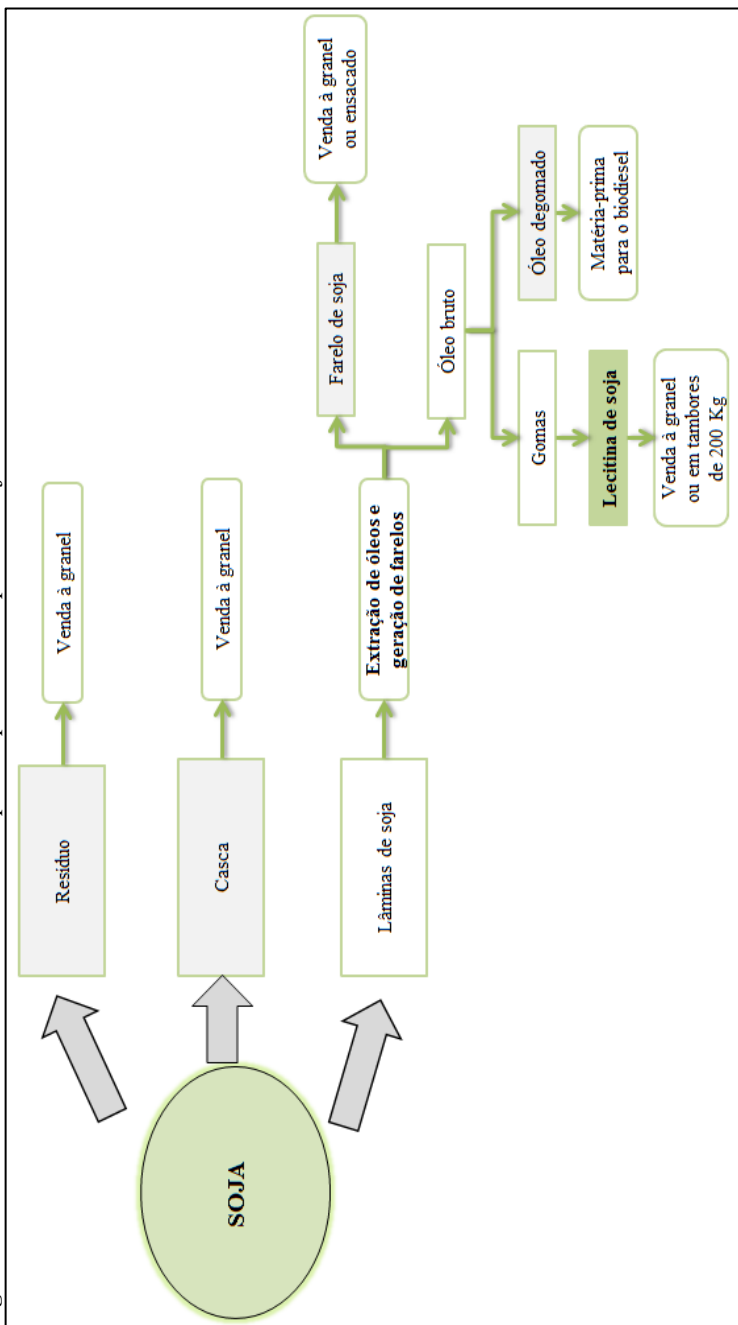 SOJA
Resíduo
Venda à granel
Casca
Venda à granel
Lâminas de soja
Extração de óleos e
geração de farelos
Farelo de soja
Venda à granel
ou ensacado
Óleo bruto
Gomas
Lecitina de soja
Venda à granel
ou em tambores
de 200 Kg
Óleo degomado
Matéria-prima
para o biodiesel